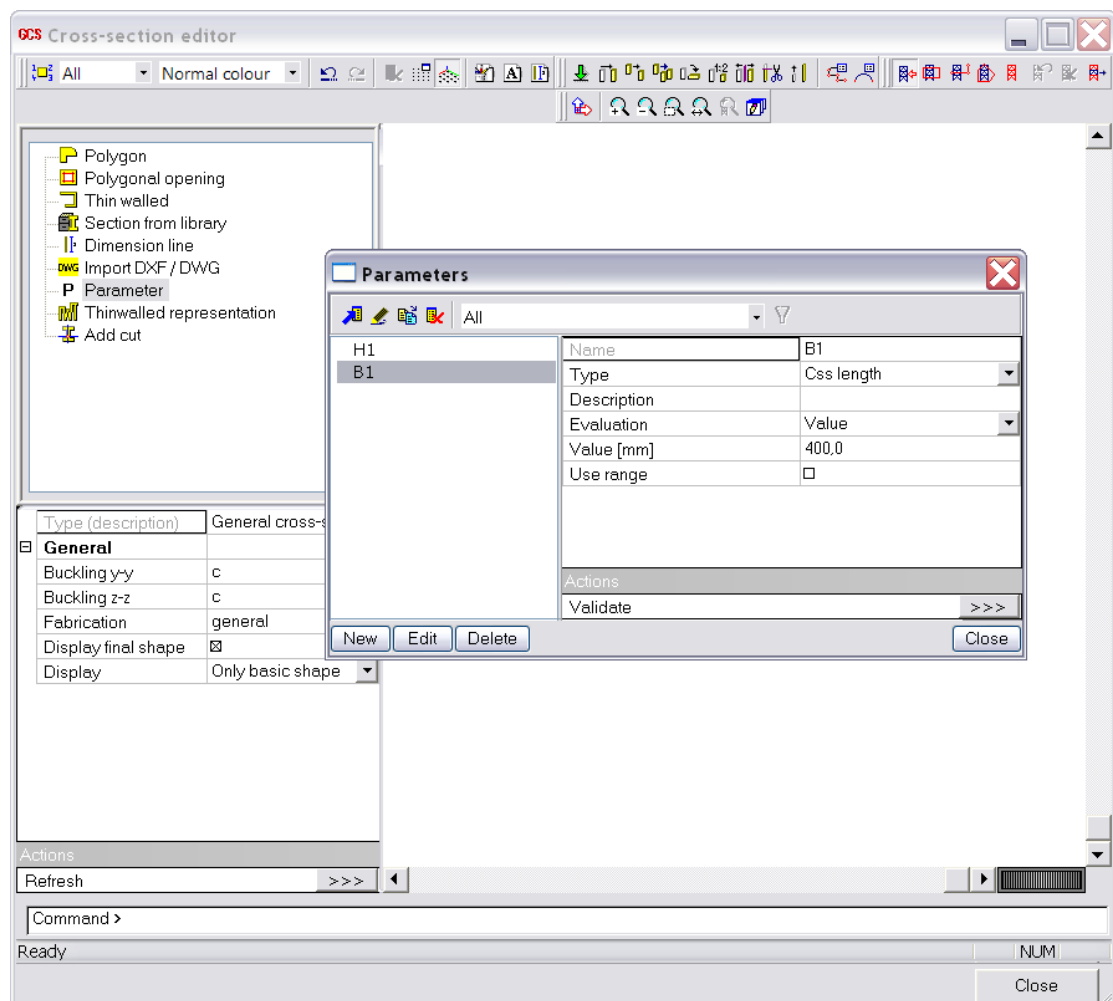 GCS Cross-section editor
All Normal colour
Polygon
Polygonal opening
Thin walled
Section from library
Dimension line
DWG Import DXF / DWG
P Parameter
Thinwalled representation
Add cut
Parameters
All
H1
B1
Name B1
Type Css length
Description
Evaluation Value
Value [mm] 400,0
Use range
Actions
Validate >>>
New Edit Delete Close
Type (description) General cross-s
General
Buckling y-y c
Buckling z-z c
Fabrication general
Display final shape
Display Only basic shape
Actions
Refresh >>>
Command >
Ready NUM
Close